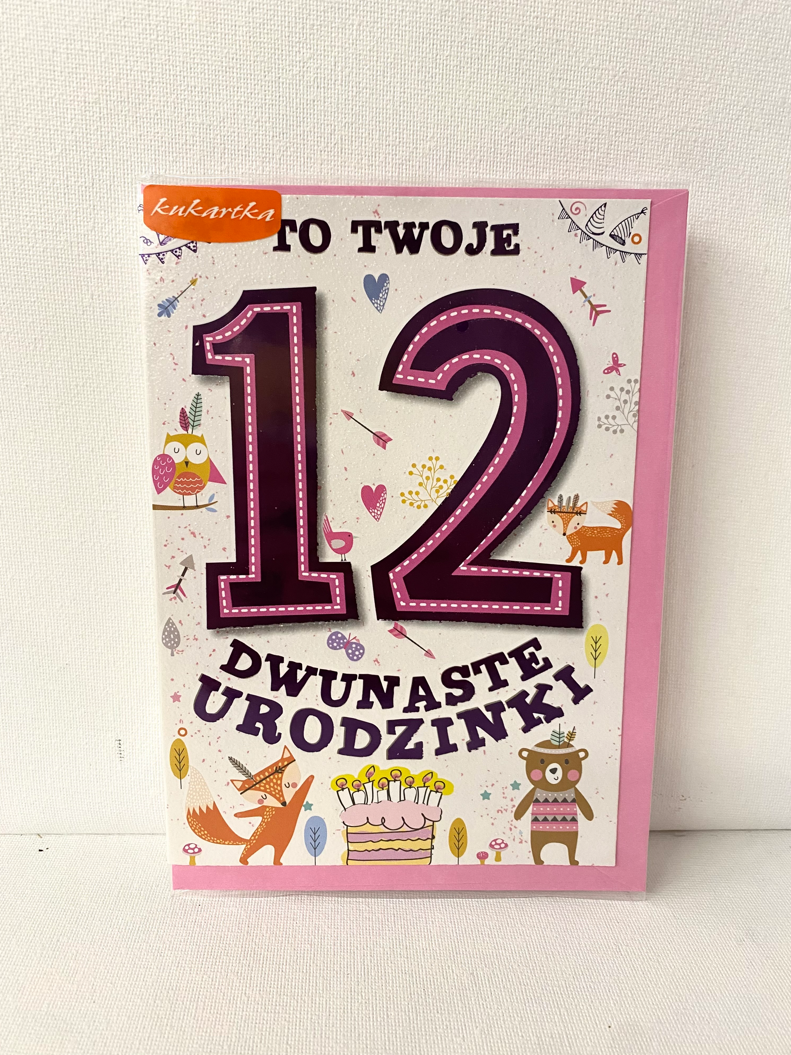 kukartka
TO TWOJE
12
DWUNASTE
URODZINKI